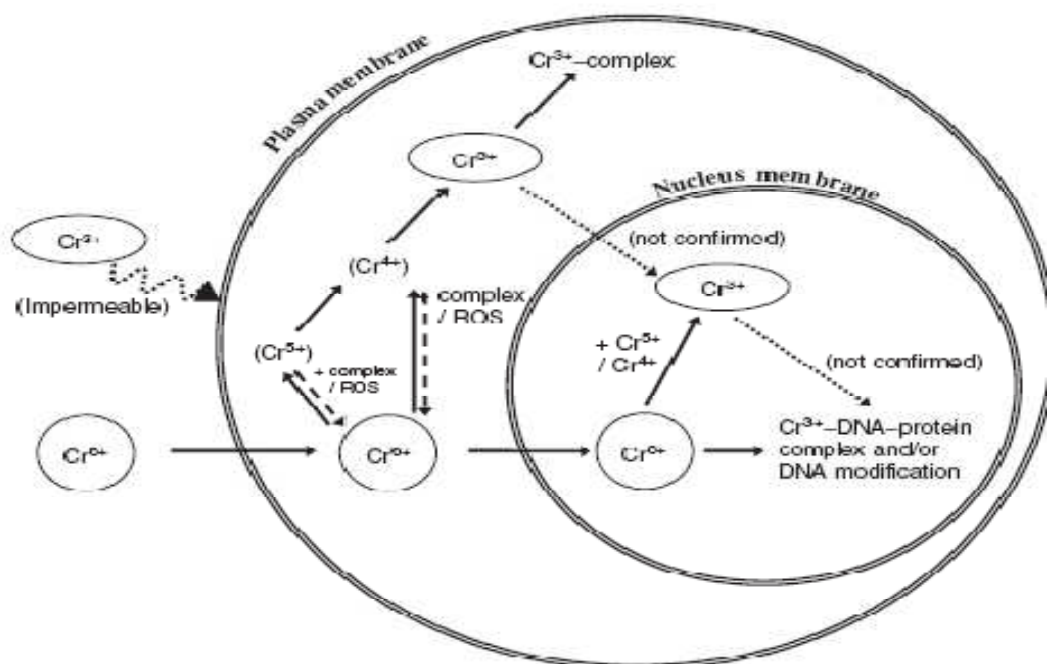 Plasma membrane
Cr³⁺–complex
Cr³⁺
Nucleus membrane
Cr³⁺
(Impermeable)
(not confirmed)
(Cr⁴⁺)
Cr³⁺
complex
/ ROS
(Cr⁵⁺)
+ complex
/ ROS
+ Cr⁵⁺
/ Cr⁴⁺
(not confirmed)
Cr⁶⁺
Cr⁶⁺
Cr⁶⁺
Cr³⁺–DNA–protein
complex and/or
DNA modification